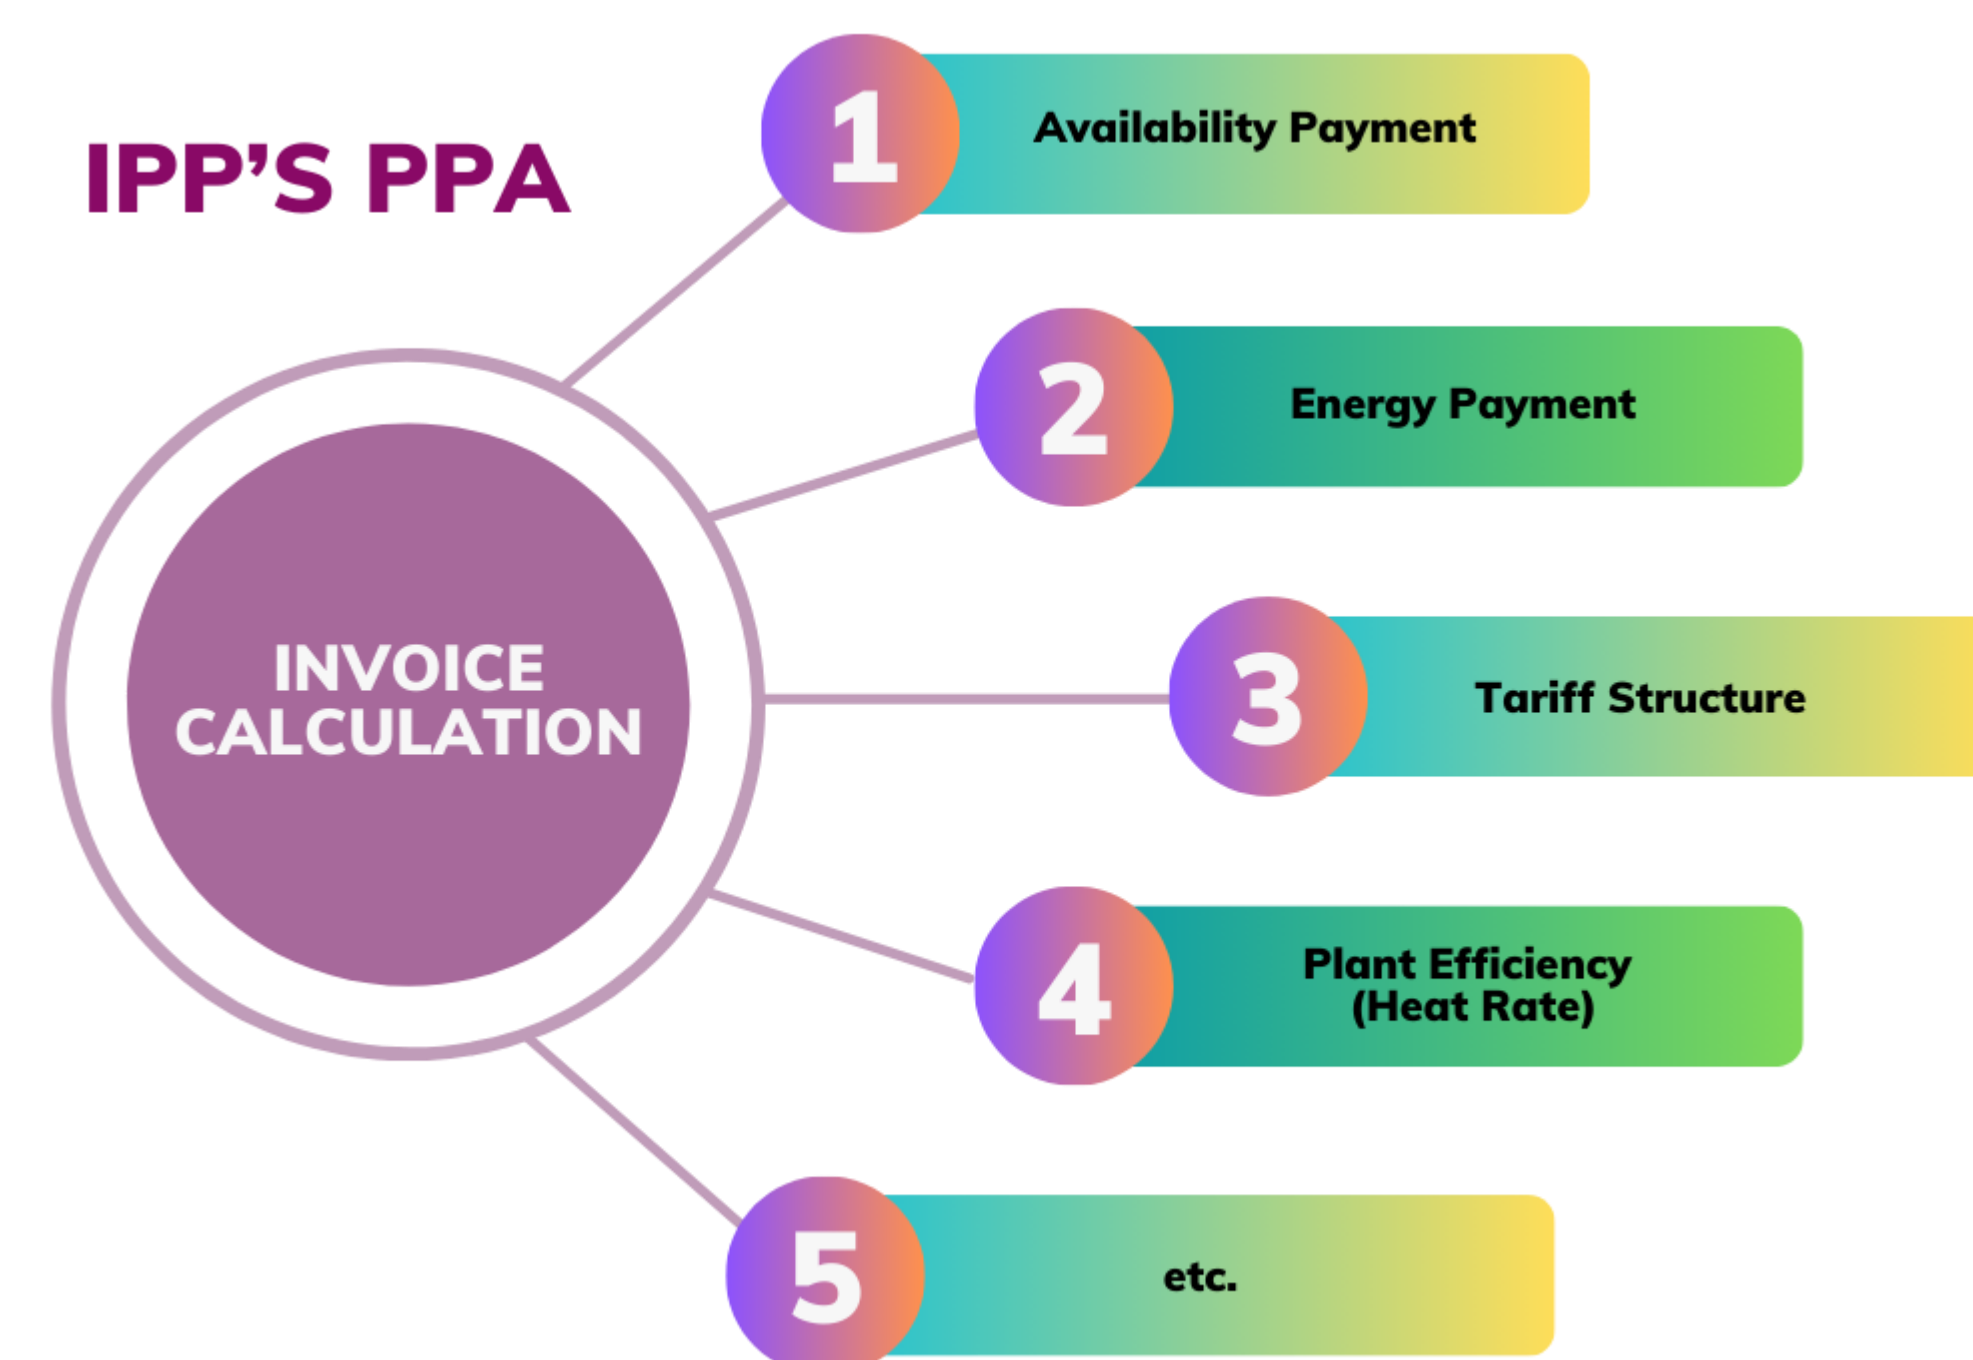 IPP’S PPA
INVOICE
CALCULATION
1
Availability Payment
2
Energy Payment
3
Tariff Structure
4
Plant Efficiency
(Heat Rate)
5
etc.